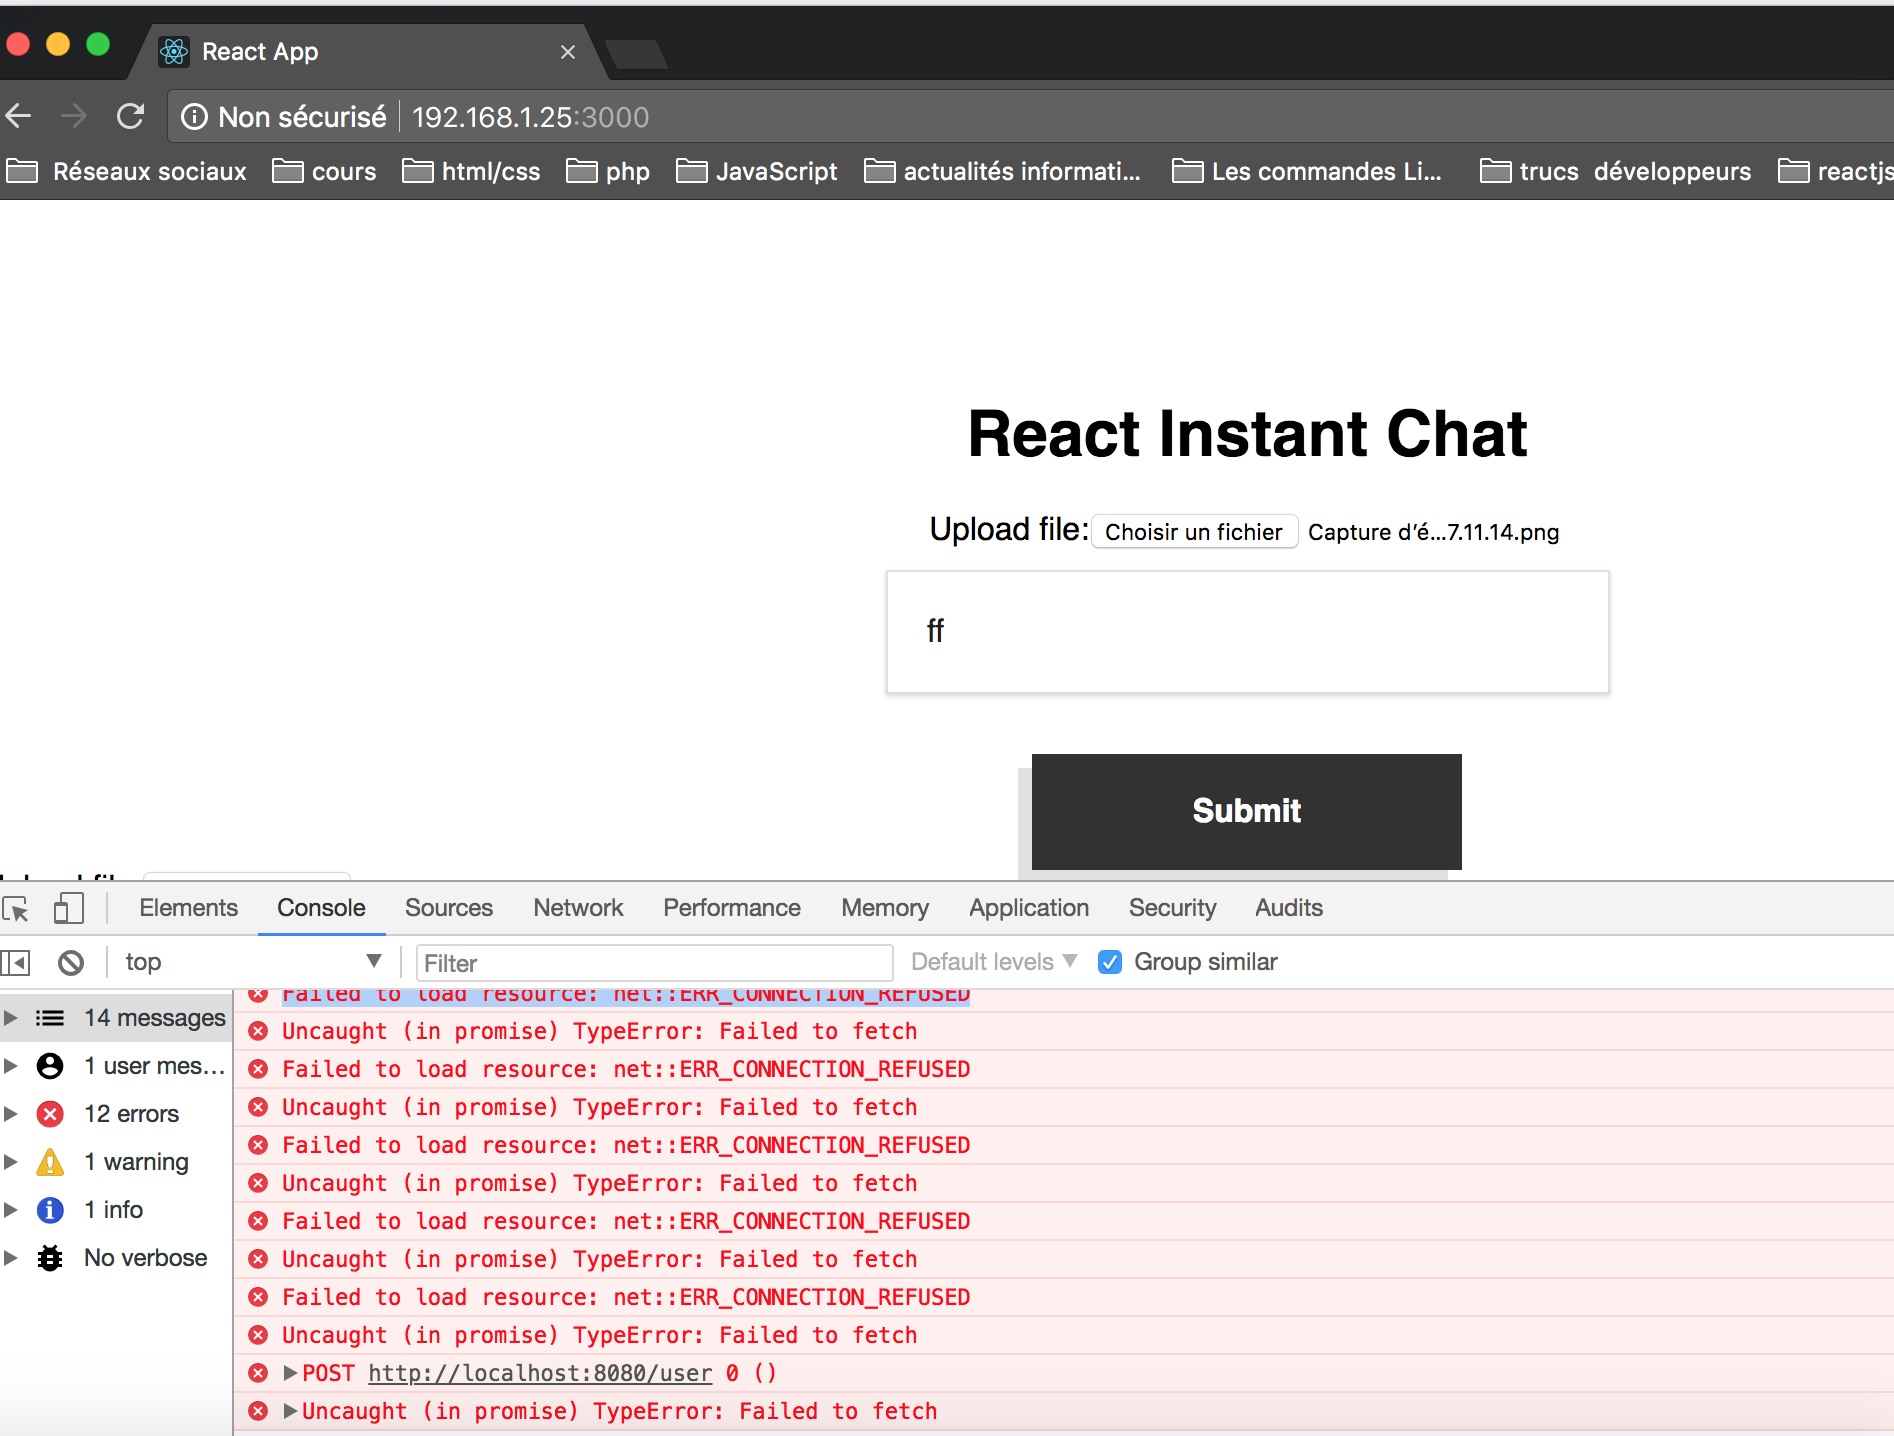 React App
Non sécurisé 192.168.1.25:3000
Réseaux sociaux cours html/css php JavaScript actualités informati... Les commandes Li... trucs développeurs reactjs
React Instant Chat
Upload file: Choisir un fichier Capture d’é...7.11.14.png
ff
Submit
Elements Console Sources Network Performance Memory Application Security Audits
top Filter Default levels Group similar
14 messages
1 user mes...
12 errors
1 warning
1 info
No verbose
Failed to load resource: net::ERR_CONNECTION_REFUSED
Uncaught (in promise) TypeError: Failed to fetch
Failed to load resource: net::ERR_CONNECTION_REFUSED
Uncaught (in promise) TypeError: Failed to fetch
Failed to load resource: net::ERR_CONNECTION_REFUSED
Uncaught (in promise) TypeError: Failed to fetch
Failed to load resource: net::ERR_CONNECTION_REFUSED
Uncaught (in promise) TypeError: Failed to fetch
Failed to load resource: net::ERR_CONNECTION_REFUSED
Uncaught (in promise) TypeError: Failed to fetch
POST http://localhost:8080/user 0 ()
Uncaught (in promise) TypeError: Failed to fetch